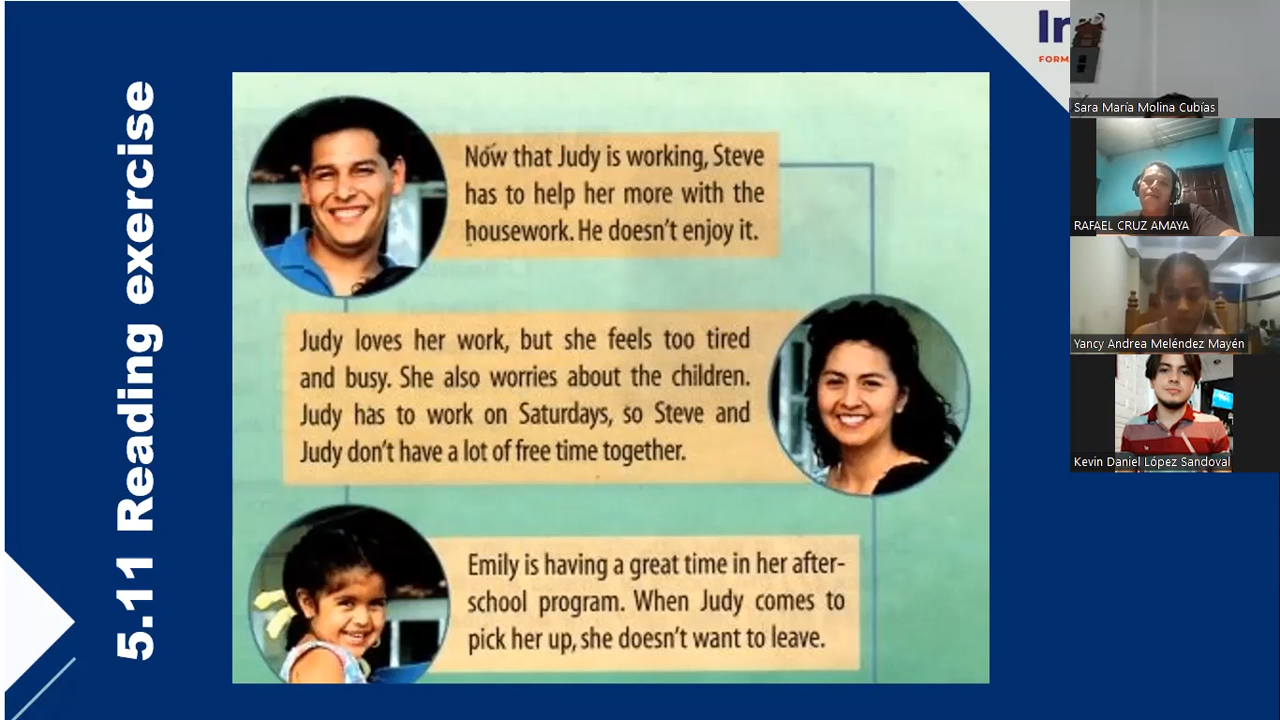 5.11 Reading exercise
Now that Judy is working, Steve
has to help her more with the
housework. He doesn't enjoy it.
Judy loves her work, but she feels too tired
and busy. She also worries about the children.
Judy has to work on Saturdays, so Steve and
Judy don't have a lot of free time together.
Emily is having a great time in her after-
school program. When Judy comes to
pick her up, she doesn't want to leave.
Sara María Molina Cubías
RAFAEL CRUZ AMAYA
Yancy Andrea Meléndez Mayén
Kevin Daniel López Sandoval